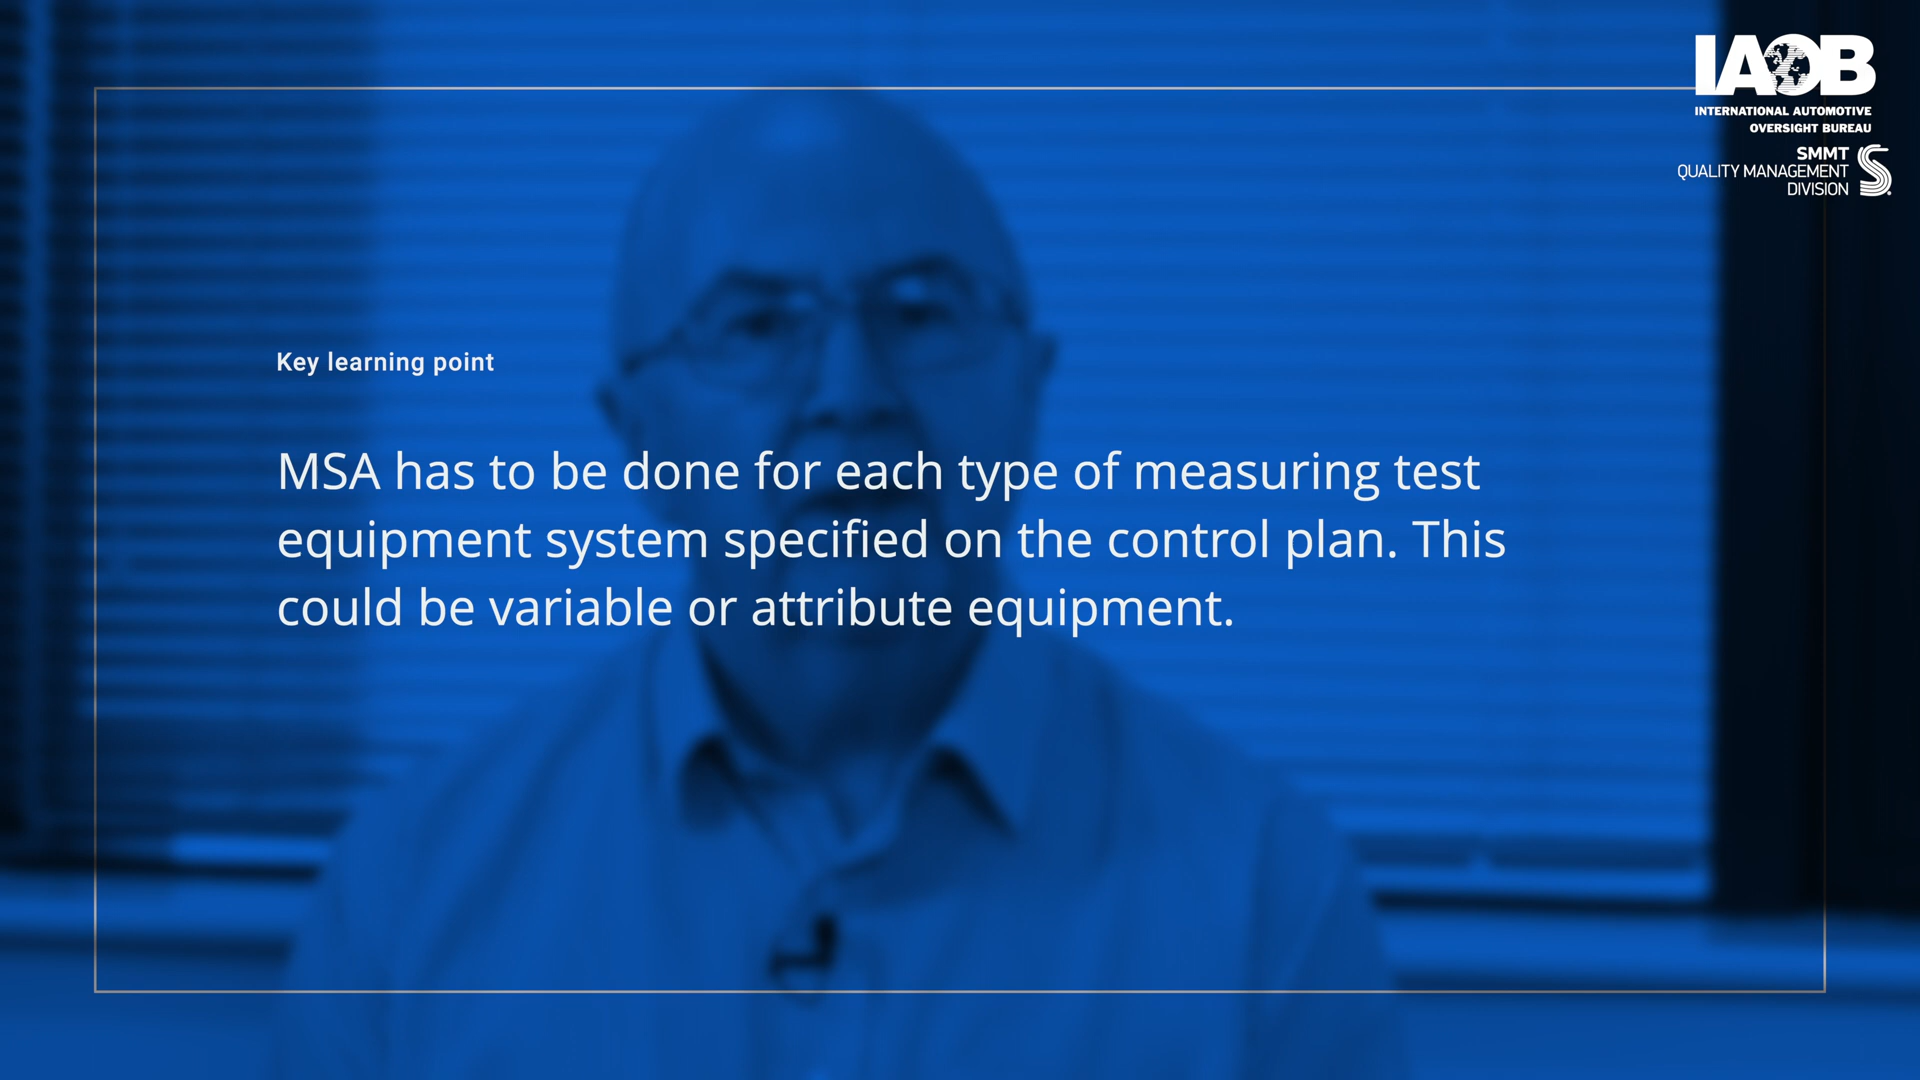 IAOB
INTERNATIONAL AUTOMOTIVE
OVERSIGHT BUREAU
SMMT
QUALITY MANAGEMENT
DIVISION
Key learning point
MSA has to be done for each type of measuring test
equipment system specified on the control plan. This
could be variable or attribute equipment.